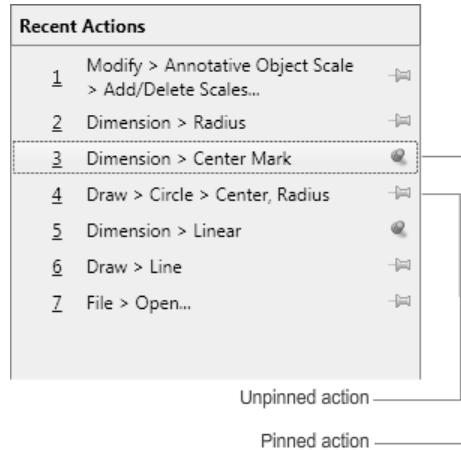 Recent Actions
1 Modify > Annotative Object Scale
> Add/Delete Scales...
2 Dimension > Radius
3 Dimension > Center Mark
4 Draw > Circle > Center, Radius
5 Dimension > Linear
6 Draw > Line
7 File > Open...
Unpinned action
Pinned action